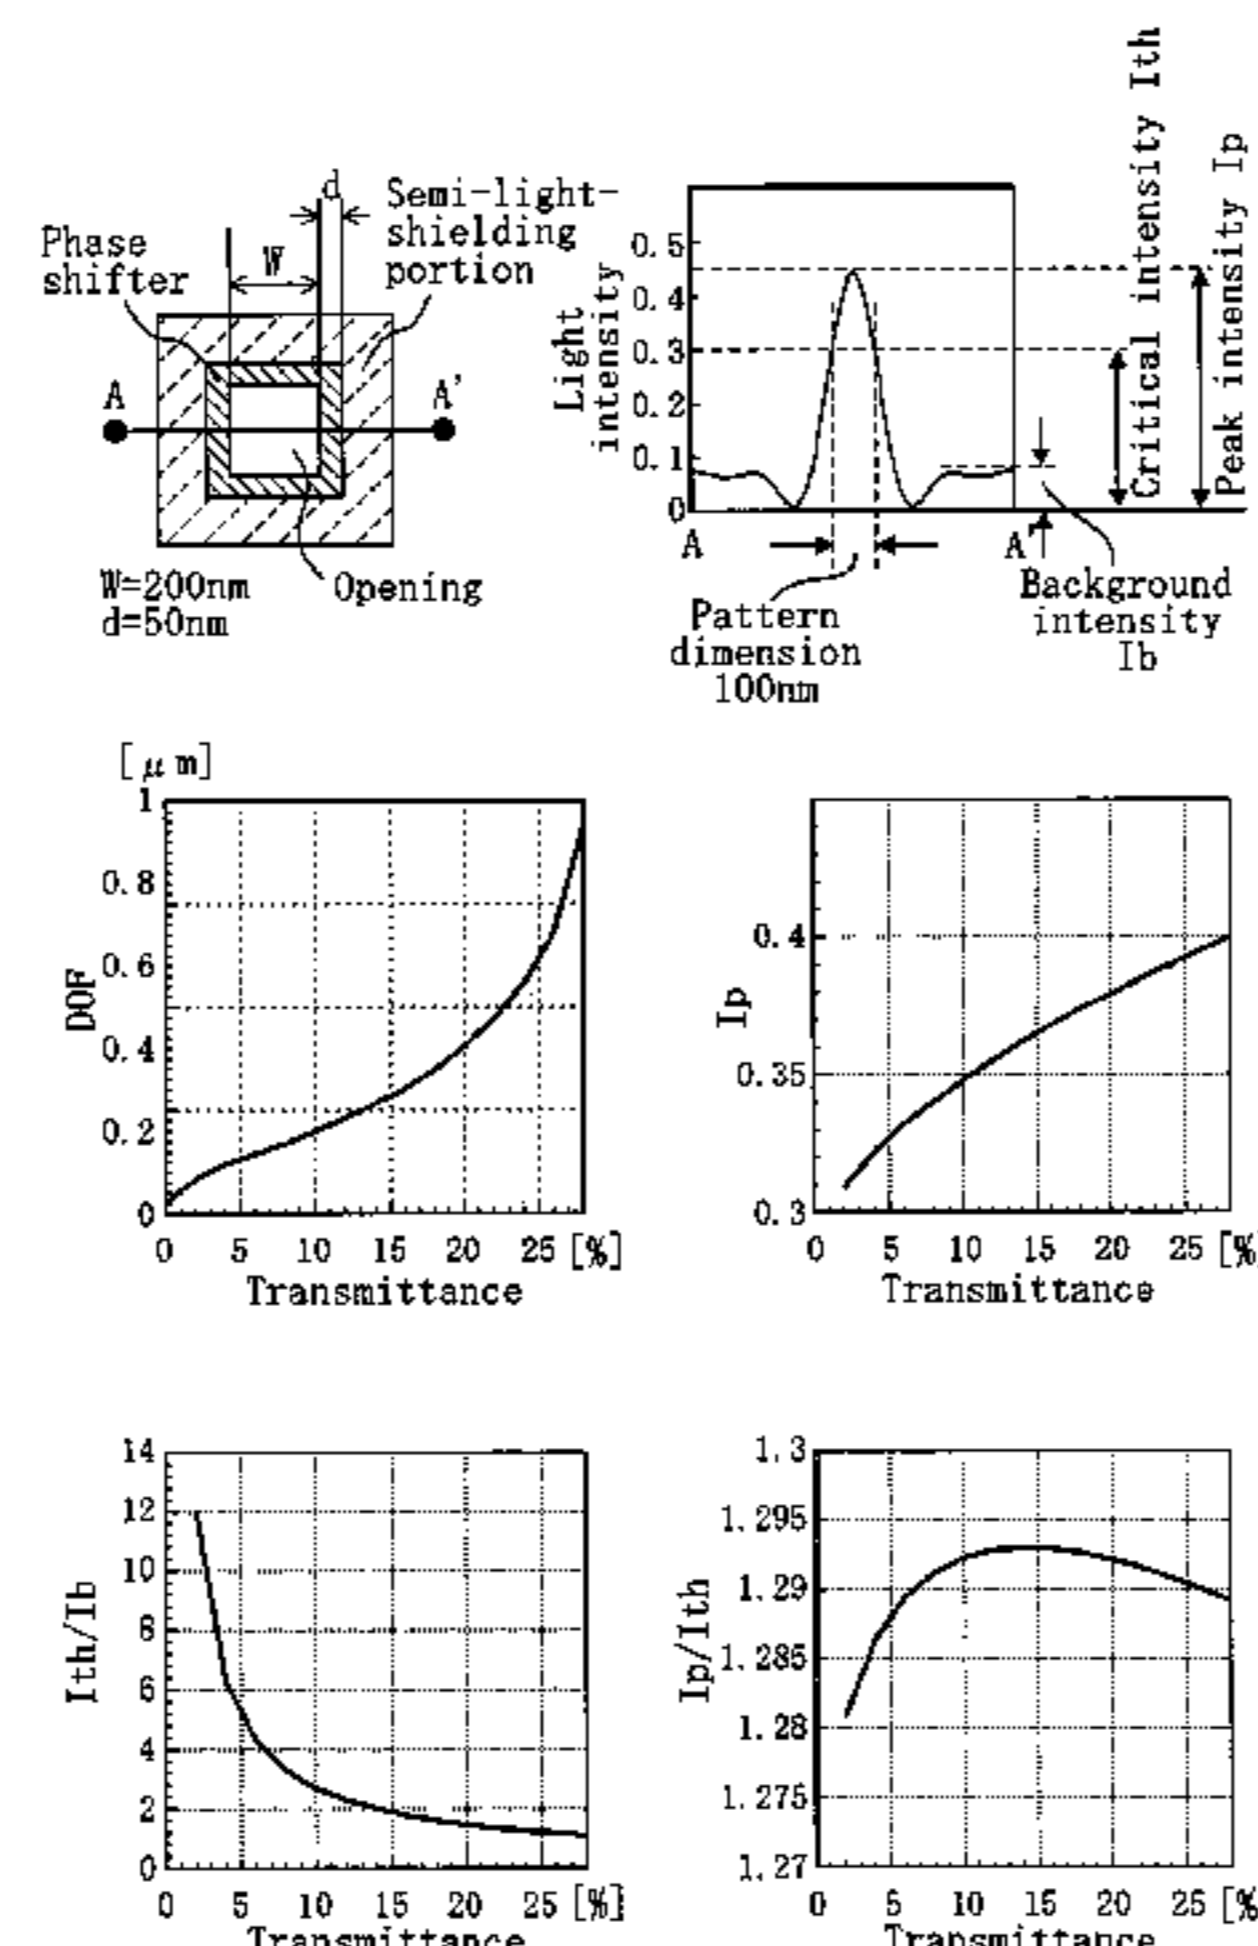 Phase
shifter
W
d
Semi-light-
shielding
portion
A
A'
W=200nm
d=50nm
Opening
Light
intensity
0.5
0.4
0.3
0.2
0.1
0
A
A'
Critical intensity Ith
Peak intensity Ip
Pattern
dimension
100nm
Background
intensity
Ib
[μm]
1
0.8
0.6
0.4
0.2
0
DOF
0 5 10 15 20 25 [%]
Transmittance
0.4
0.35
0.3
Ip
0 5 10 15 20 25 [%
Transmittance
14
12
10
8
6
4
2
0
Ith/Ib
0 5 10 15 20 25 [%]
Transmittance
1.3
1.295
1.29
1.285
1.28
1.275
1.27
Ip/Ith
0 5 10 15 20 25 [%
Transmittance